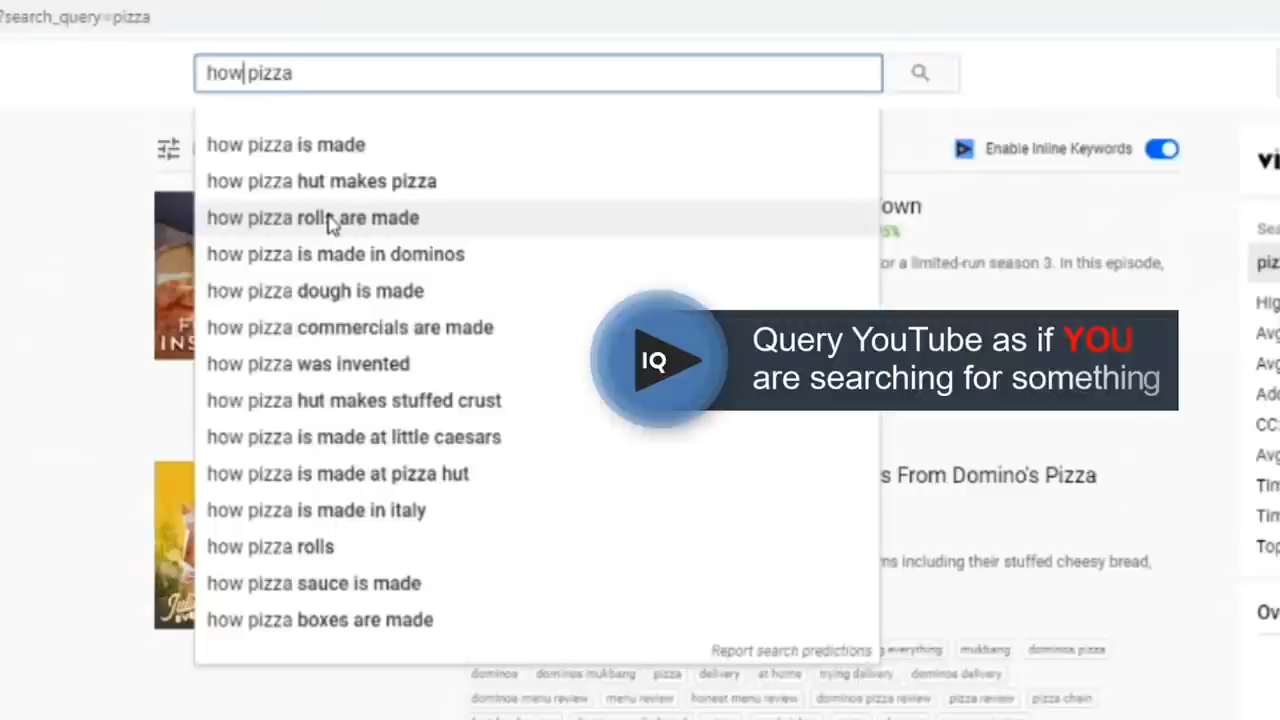 ?search_query=pizza
how pizza
how pizza is made
Enable Inline Keywords
how pizza hut makes pizza
how pizza rolls are made
how pizza is made in dominos
or a limited-run season 3. In this episode,
how pizza dough is made
how pizza commercials are made
how pizza was invented
IQ
Query YouTube as if YOU
are searching for something
how pizza hut makes stuffed crust
how pizza is made at little caesars
how pizza is made at pizza hut
s From Domino's Pizza
how pizza is made in italy
how pizza rolls
ms including their stuffed cheesy bread,
how pizza sauce is made
how pizza boxes are made
Report search predictions
everything mukbang dominos pizza
dominos dominos mukbang pizza delivery at home trying delivery dominos delivery
dominos menu review menu review honest menu review dominos pizza review pizza review pizza chain